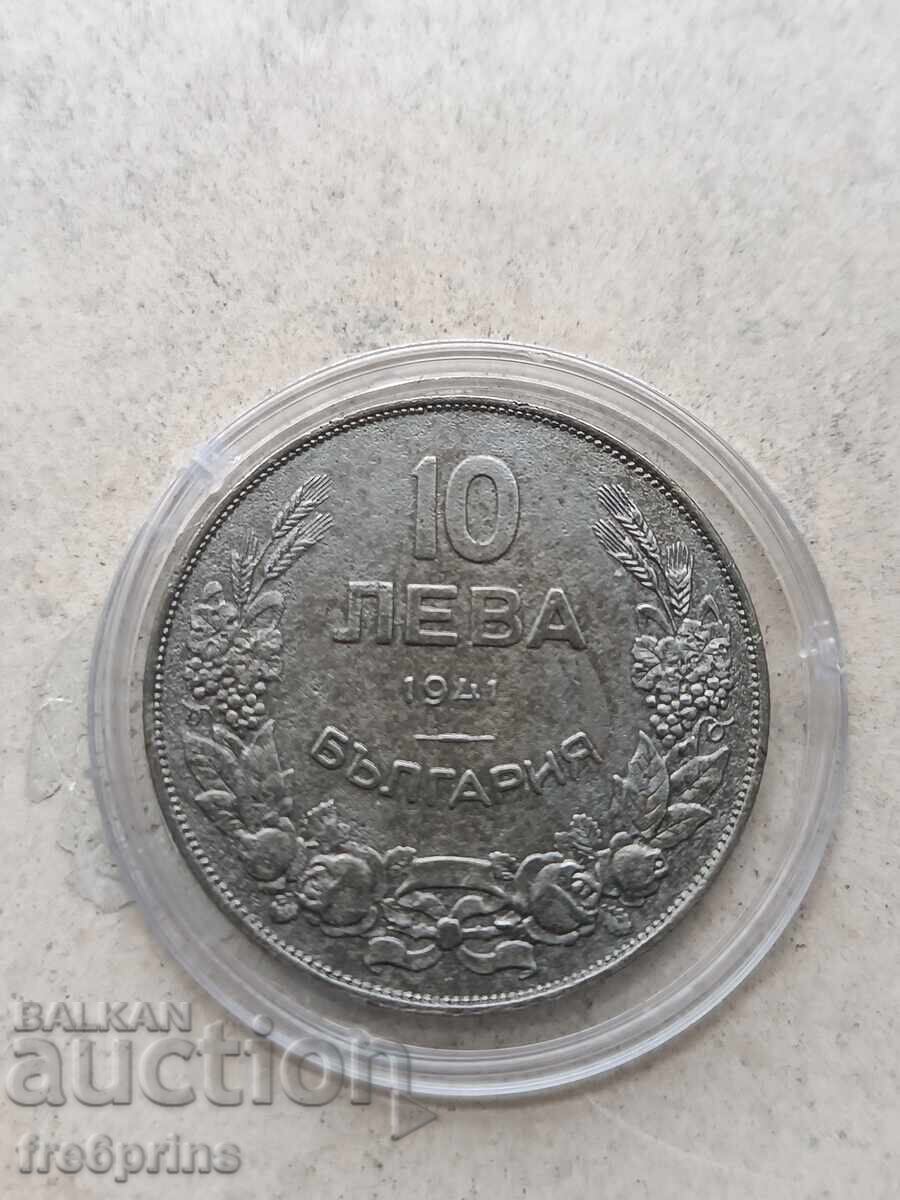 10
ЛЕВА
1941
БЪЛГАРИЯ
BALKAN
auction
fre6prins